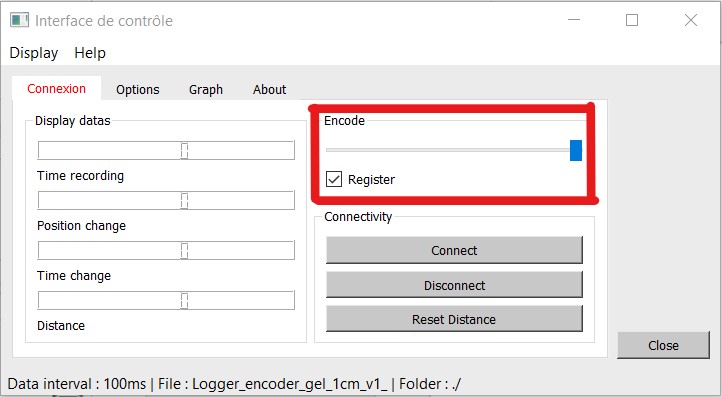 Interface de contrôle
Display Help
Connexion Options Graph About
Display datas
Time recording
Position change
Time change
Distance
Encode
Register
Connectivity
Connect
Disconnect
Reset Distance
Close
Data interval : 100ms | File : Logger_encoder_gel_1cm_v1_ | Folder : ./